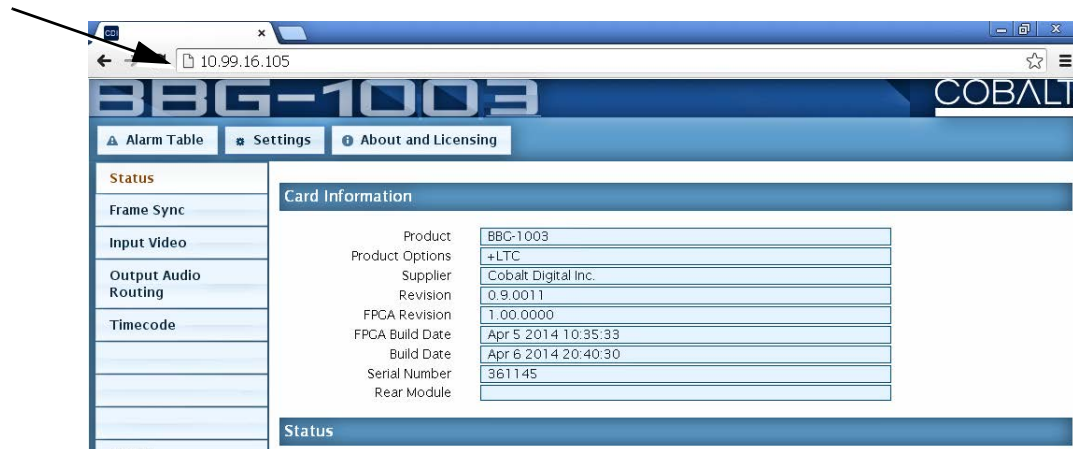 CDI
10.99.16.105
BBG-1003
COBALT
Alarm Table
Settings
About and Licensing
Status
Frame Sync
Input Video
Output Audio
Routing
Timecode
Card Information
Product BBG-1003
Product Options +LTC
Supplier Cobalt Digital Inc.
Revision 0.9.0011
FPGA Revision 1.00.0000
FPGA Build Date Apr 5 2014 10:35:33
Build Date Apr 6 2014 20:40:30
Serial Number 361145
Rear Module
Status